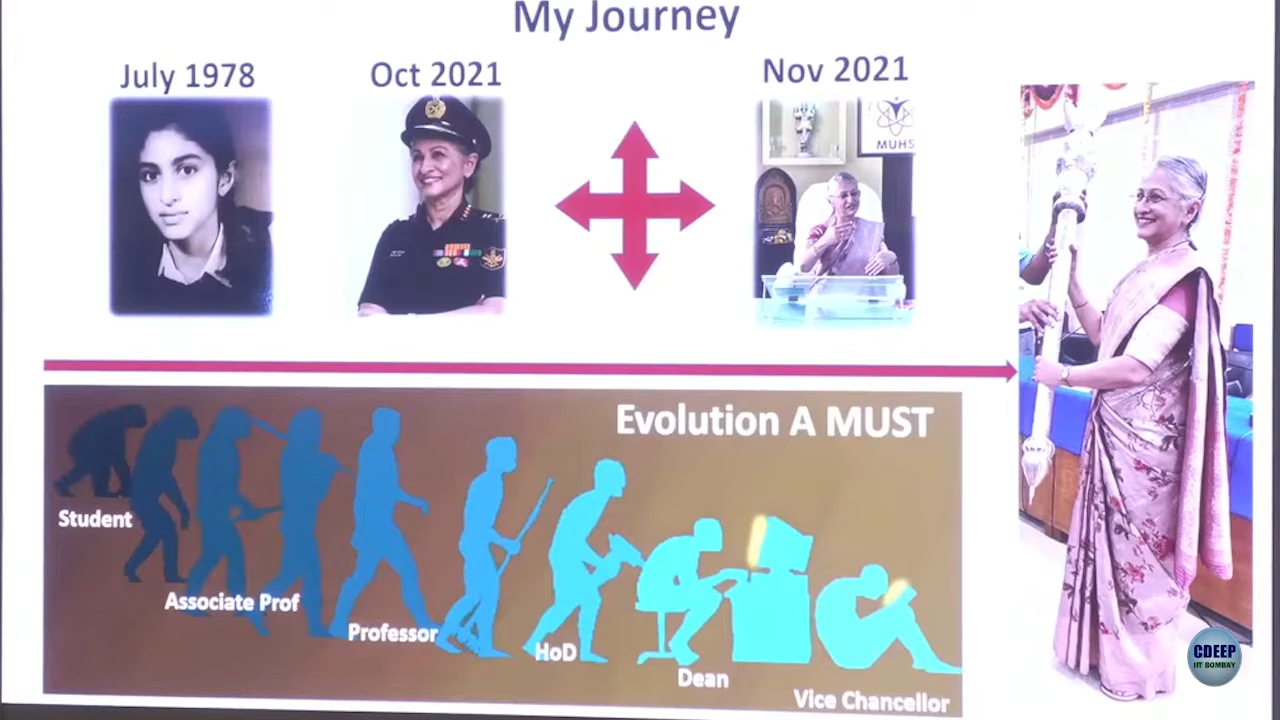 My Journey
July 1978
Oct 2021
Nov 2021
MUHS
Evolution A MUST
Student
Associate Prof
Professor
HoD
Dean
Vice Chancellor
CDEEP
IIT BOMBAY